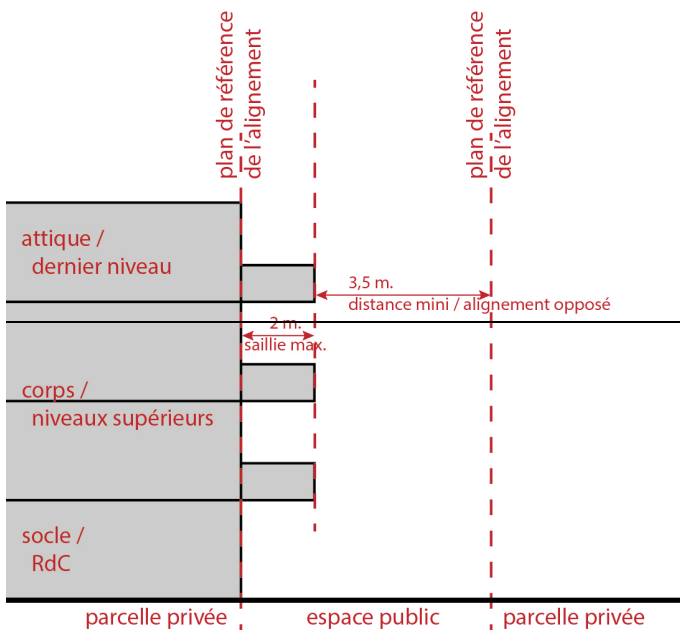 plan de référence
de l'alignement
plan de référence
de l'alignement
attique /
dernier niveau
3,5 m.
distance mini / alignement opposé
2 m.
saillie max.
corps /
niveaux supérieurs
socle /
RdC
parcelle privée
espace public
parcelle privée